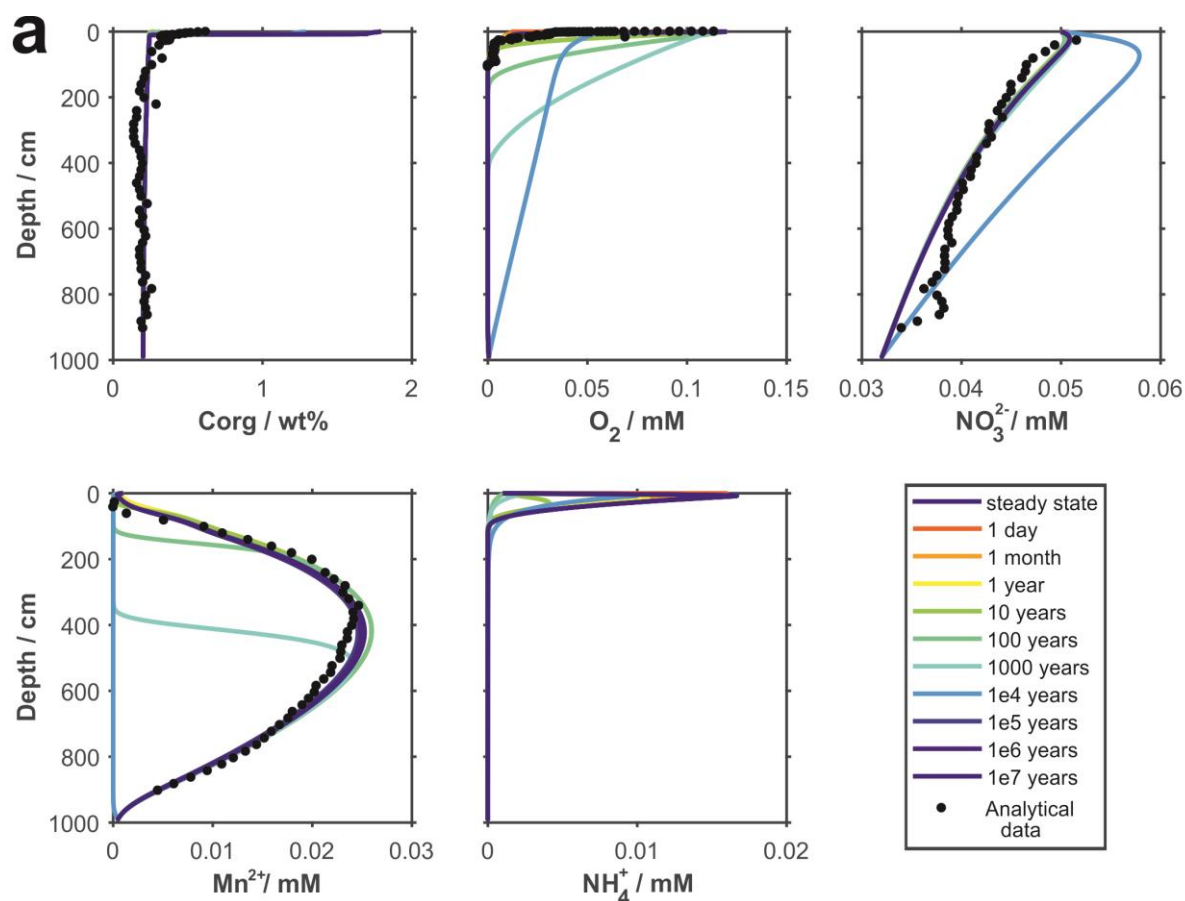 a
0
200
400
600
800
1000
Depth / cm
0 1 2
Corg / wt%
0 0.05 0.10 0.15
O2 / mM
0.03 0.04 0.05 0.06
NO3^2- / mM
0
200
400
600
800
1000
Depth / cm
0 0.01 0.02 0.03
Mn^2+/ mM
0 0.01 0.02
NH4^+ / mM
steady state
1 day
1 month
1 year
10 years
100 years
1000 years
1e4 years
1e5 years
1e6 years
1e7 years
Analytical
data